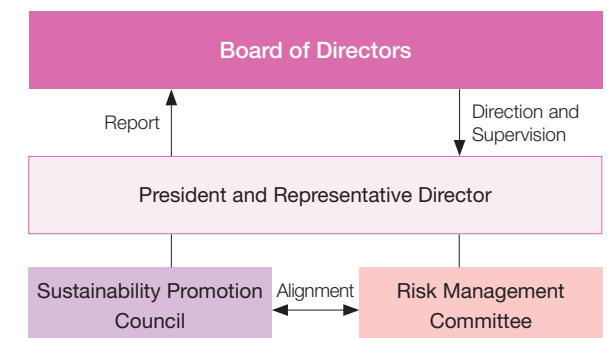 Board of Directors
Report
Direction and
Supervision
President and Representative Director
Sustainability Promotion
Council
Alignment
Risk Management
Committee